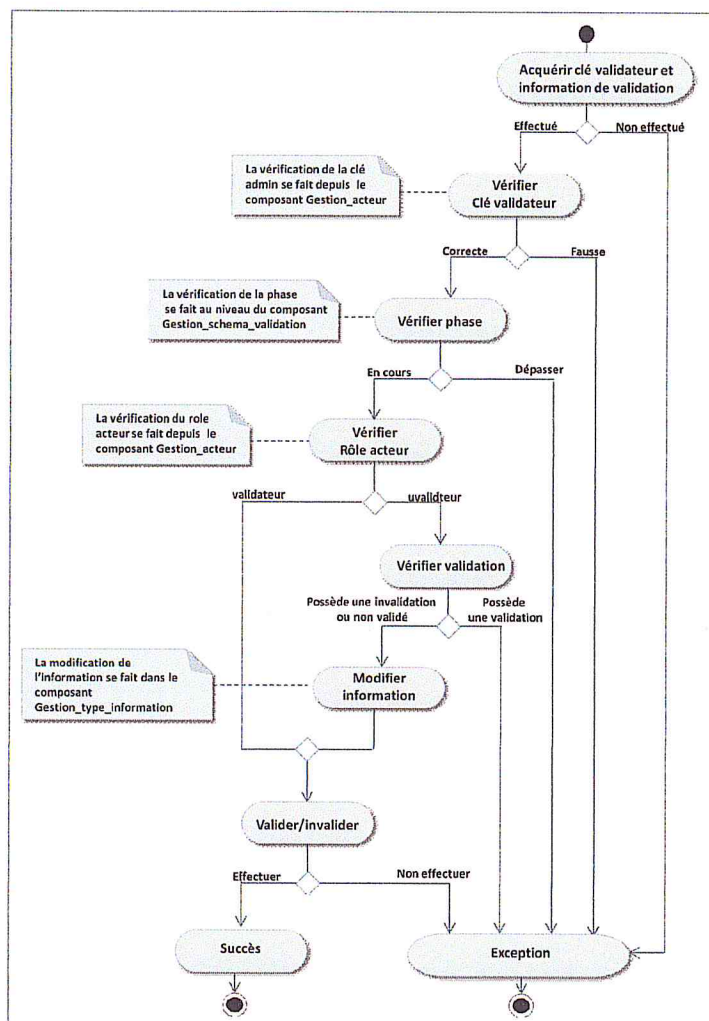 Acquérir clé validateur et
information de validation
Effectué
Non effectué
La vérification de la clé
admin se fait depuis le
composant Gestion_acteur
Vérifier
Clé validateur
Correcte
Fausse
La vérification de la phase
se fait au niveau du composant
Gestion_schema_validation
Vérifier phase
En cours
Dépasser
La vérification du role
acteur se fait depuis le
composant Gestion_acteur
Vérifier
Rôle acteur
validateur
uvalidteur
Vérifier validation
Possède une invalidation
ou non validé
Possède
une validation
La modification de
l'information se fait dans le
composant
Gestion_type_information
Modifier
information
Valider/invalider
Effectuer
Non effectuer
Succès
Exception